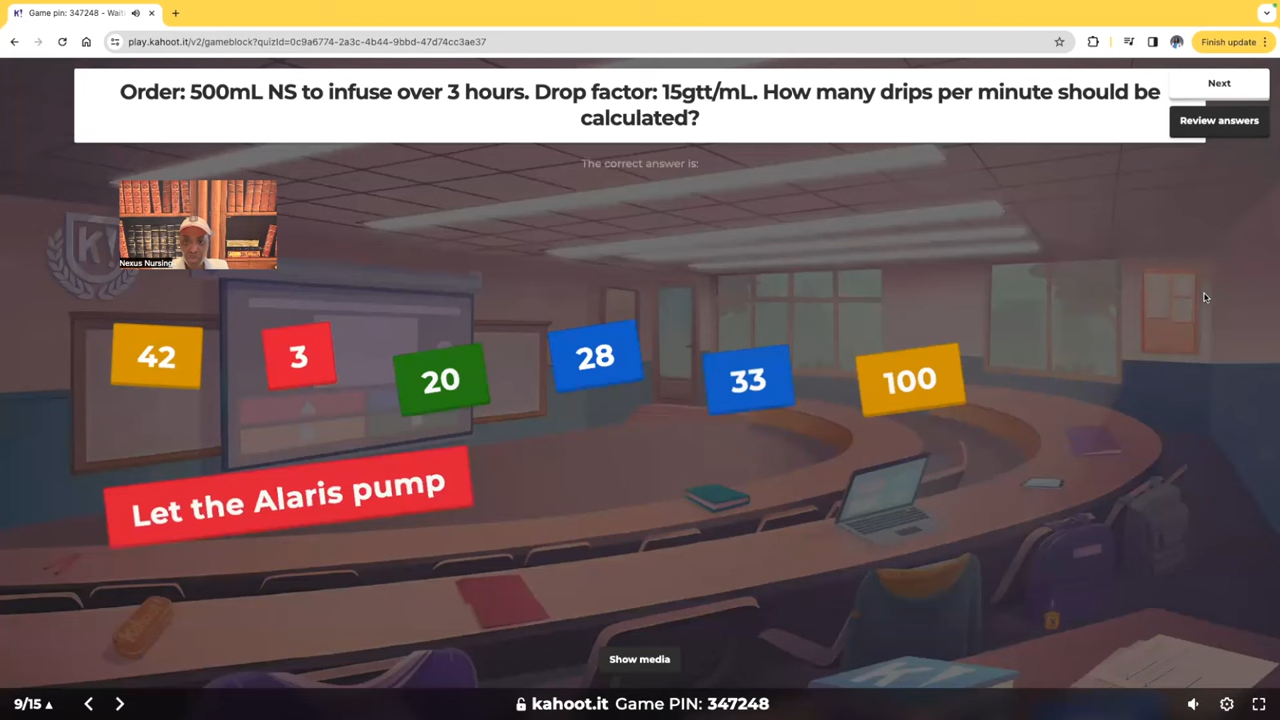 Game pin: 347248 - Waiti
Finish update
play.kahoot.it/v2/gameblock?quizId=0c9a6774-2a3c-4b44-9bbd-47d74cc3ae37
Order: 500mL NS to infuse over 3 hours. Drop factor: 15gtt/mL. How many drips per minute should be
calculated?
Next
Review answers
The correct answer is:
Nexus Nursing
42
3
20
28
33
100
Let the Alaris pump
Show media
9/15
kahoot.it Game PIN: 347248